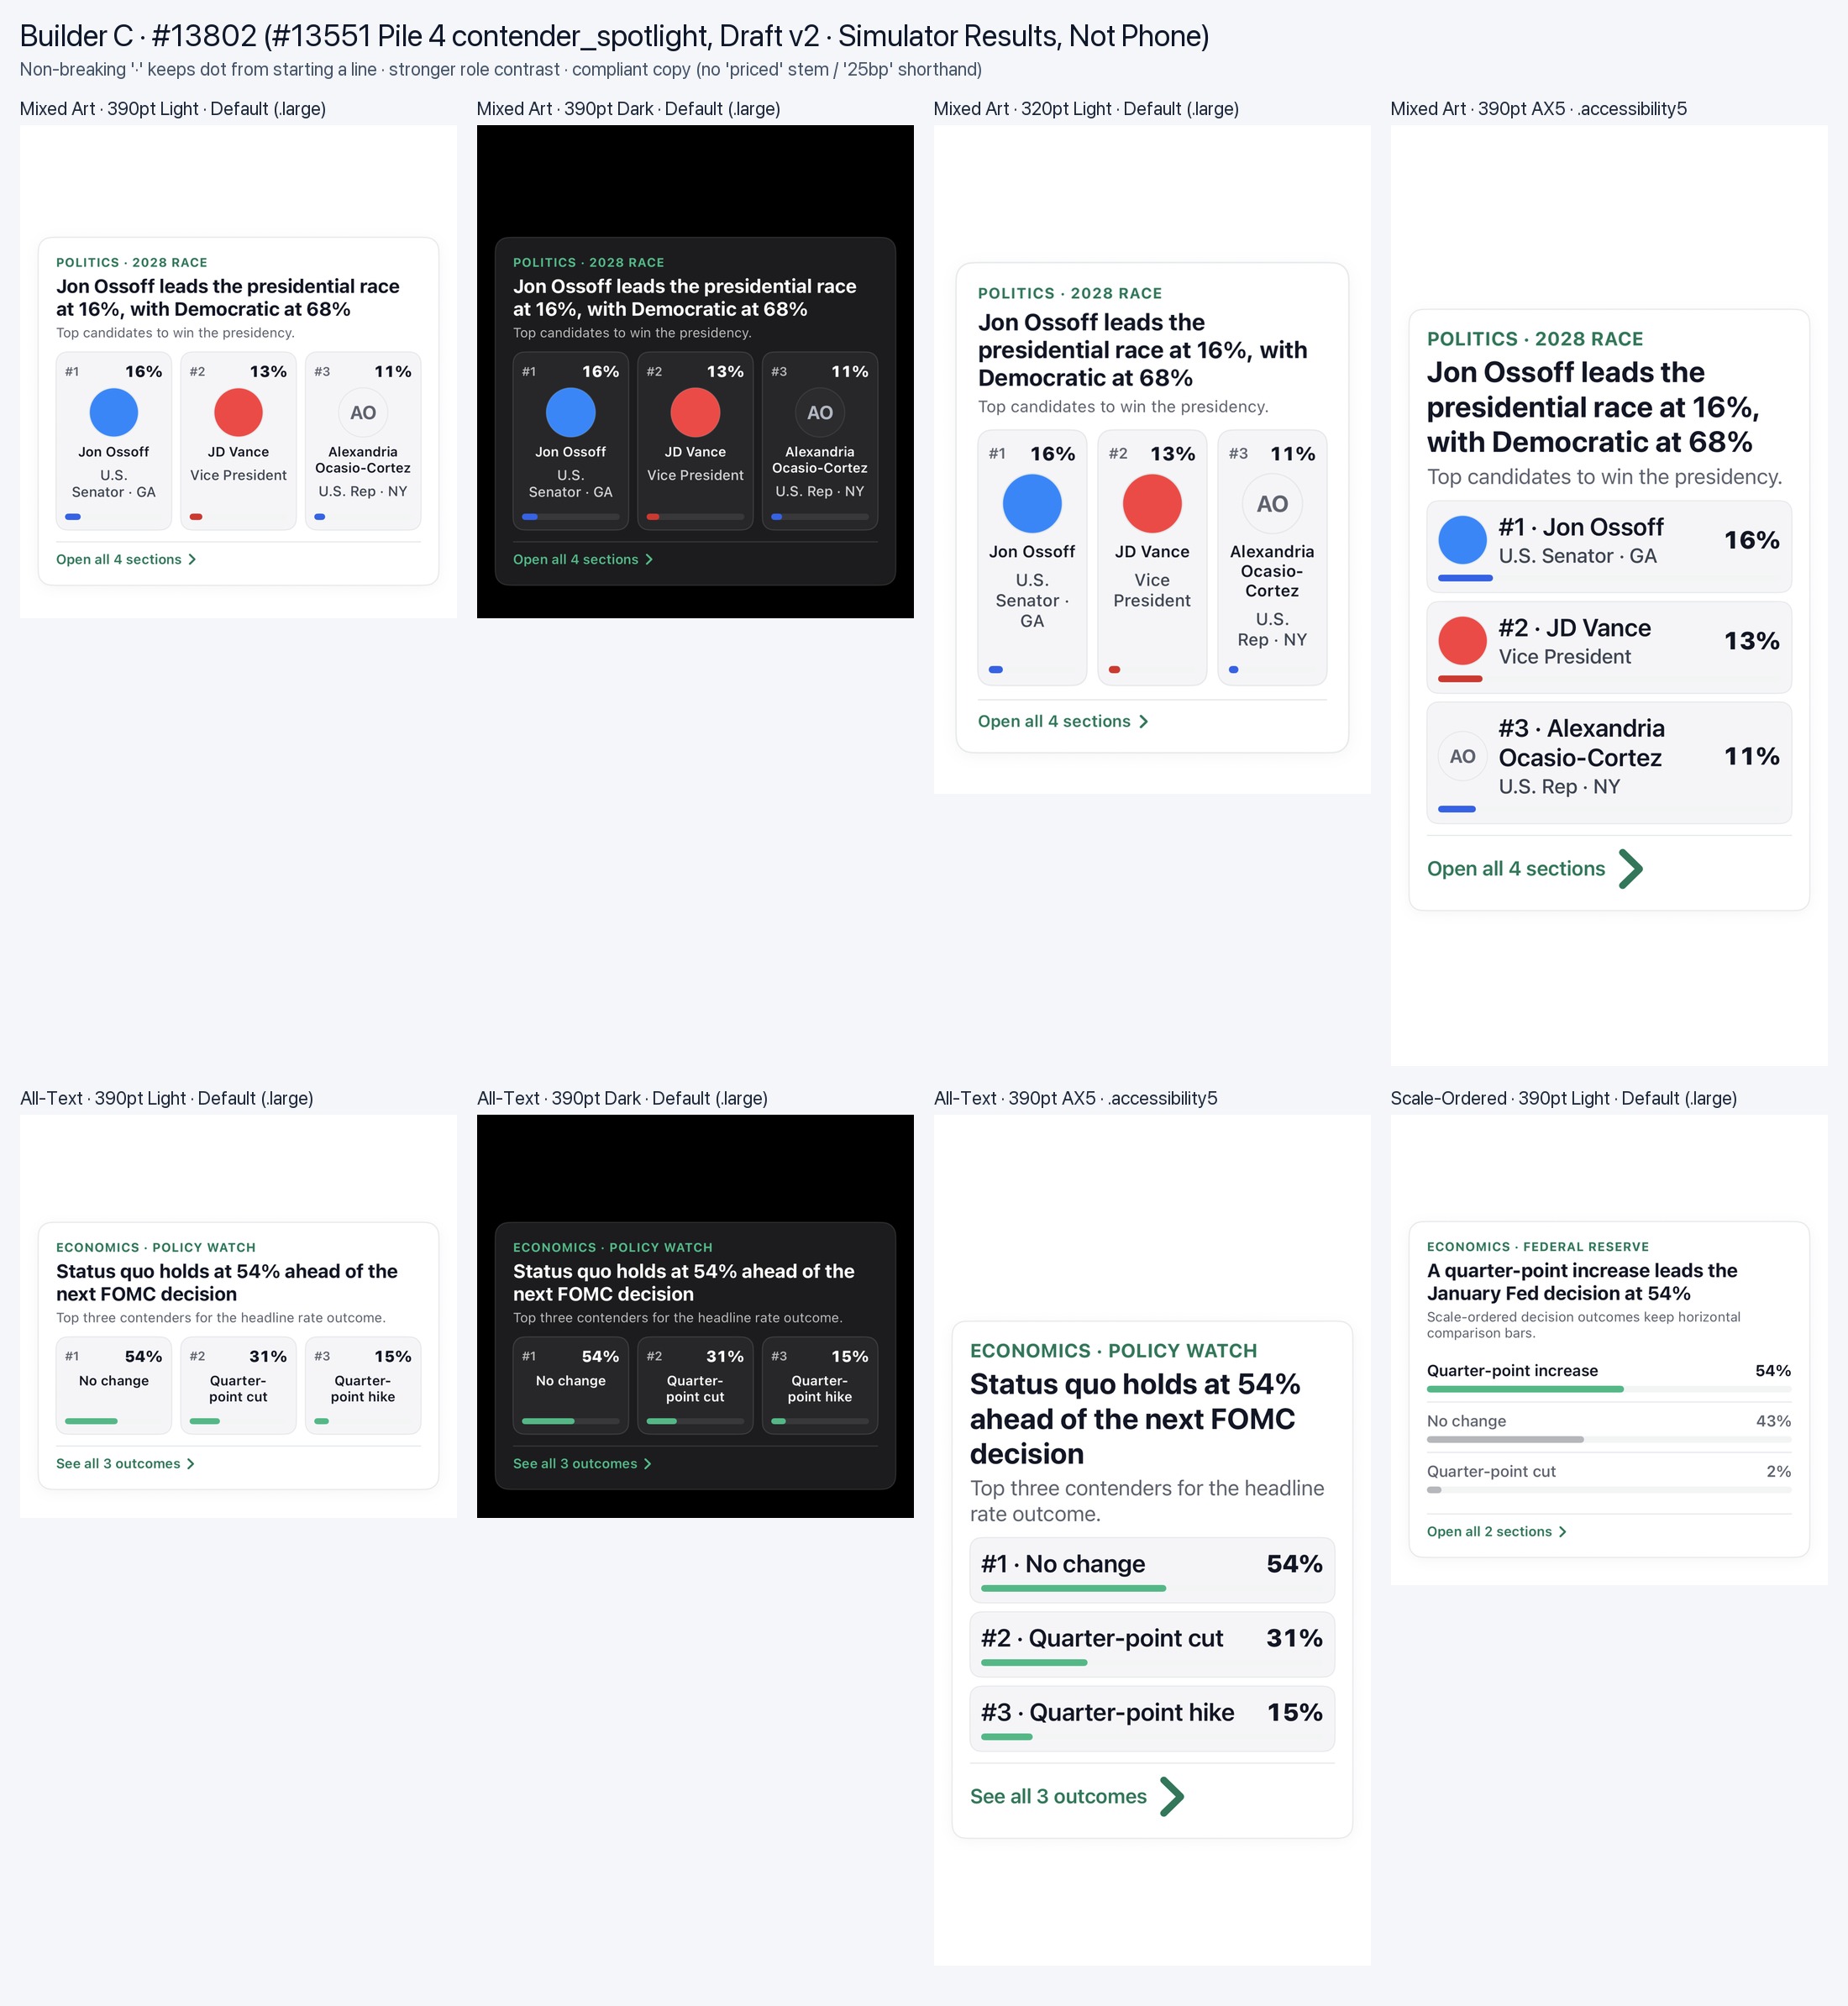 Builder C · #13802 (#13551 Pile 4 contender_spotlight, Draft v2 · Simulator Results, Not Phone)
Non-breaking '·' keeps dot from starting a line · stronger role contrast · compliant copy (no 'priced' stem / '25bp' shorthand)
Mixed Art · 390pt Light · Default (.large)
POLITICS · 2028 RACE
Jon Ossoff leads the presidential race
at 16%, with Democratic at 68%
Top candidates to win the presidency.
#1 16%
Jon Ossoff
U.S.
Senator · GA
#2 13%
JD Vance
Vice President
#3 11%
AO
Alexandria
Ocasio-Cortez
U.S. Rep · NY
Open all 4 sections
Mixed Art · 390pt Dark · Default (.large)
POLITICS · 2028 RACE
Jon Ossoff leads the presidential race
at 16%, with Democratic at 68%
Top candidates to win the presidency.
#1 16%
Jon Ossoff
U.S.
Senator · GA
#2 13%
JD Vance
Vice President
#3 11%
AO
Alexandria
Ocasio-Cortez
U.S. Rep · NY
Open all 4 sections
Mixed Art · 320pt Light · Default (.large)
POLITICS · 2028 RACE
Jon Ossoff leads the
presidential race at 16%, with
Democratic at 68%
Top candidates to win the presidency.
#1 16%
Jon Ossoff
U.S.
Senator ·
GA
#2 13%
JD Vance
Vice
President
#3 11%
AO
Alexandria
Ocasio-
Cortez
U.S.
Rep · NY
Open all 4 sections
Mixed Art · 390pt AX5 · .accessibility5
POLITICS · 2028 RACE
Jon Ossoff leads the
presidential race at 16%,
with Democratic at 68%
Top candidates to win the presidency.
#1 · Jon Ossoff
U.S. Senator · GA
16%
#2 · JD Vance
Vice President
13%
AO
#3 · Alexandria
Ocasio-Cortez
U.S. Rep · NY
11%
Open all 4 sections
All-Text · 390pt Light · Default (.large)
ECONOMICS · POLICY WATCH
Status quo holds at 54% ahead of the
next FOMC decision
Top three contenders for the headline rate outcome.
#1 54%
No change
#2 31%
Quarter-
point cut
#3 15%
Quarter-
point hike
See all 3 outcomes
All-Text · 390pt Dark · Default (.large)
ECONOMICS · POLICY WATCH
Status quo holds at 54% ahead of the
next FOMC decision
Top three contenders for the headline rate outcome.
#1 54%
No change
#2 31%
Quarter-
point cut
#3 15%
Quarter-
point hike
See all 3 outcomes
All-Text · 390pt AX5 · .accessibility5
ECONOMICS · POLICY WATCH
Status quo holds at 54%
ahead of the next FOMC
decision
Top three contenders for the headline
rate outcome.
#1 · No change 54%
#2 · Quarter-point cut 31%
#3 · Quarter-point hike 15%
See all 3 outcomes
Scale-Ordered · 390pt Light · Default (.large)
ECONOMICS · FEDERAL RESERVE
A quarter-point increase leads the
January Fed decision at 54%
Scale-ordered decision outcomes keep horizontal
comparison bars.
Quarter-point increase 54%
No change 43%
Quarter-point cut 2%
Open all 2 sections